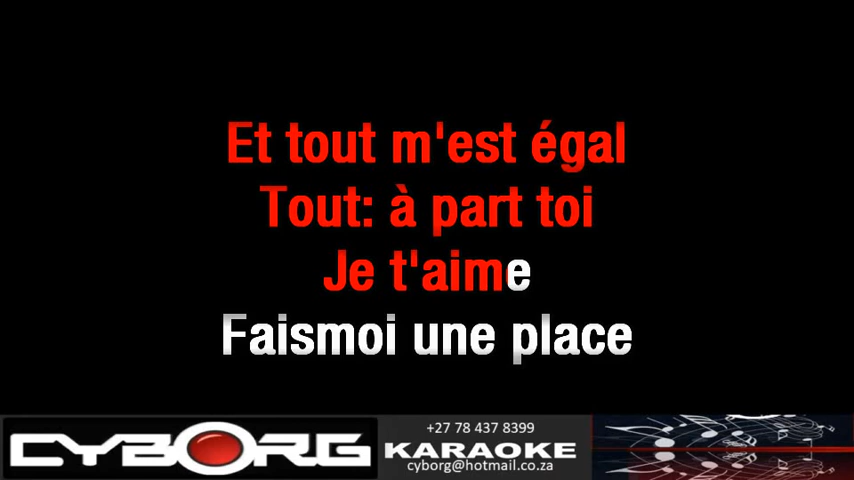 Et tout m'est égal
Tout: à part toi
Je t'aime
Faismoi une place
CYBORG
+27 78 437 8399
KARAOKE
cyborg@hotmail.co.za